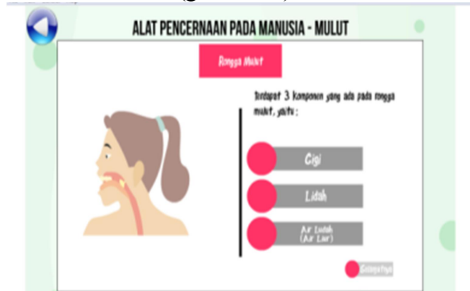 ALAT PENCERNAAN PADA MANUSIA - MULUT
Rongga Mulut
Terdapat 3 komponen yang ada pada rongga
mulut, yaitu :
Gigi
Lidah
Air Ludah
(Air Liur)
Selanjutnya